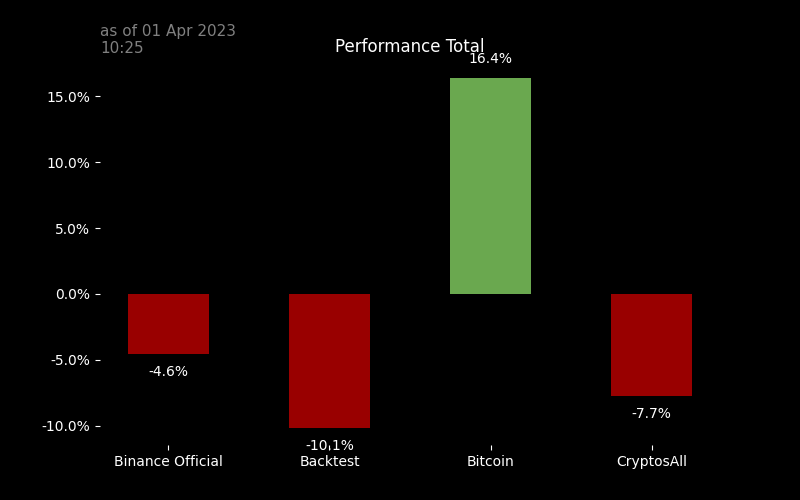 as of 01 Apr 2023
10:25
Performance Total
16.4%
15.0%
10.0%
5.0%
0.0%
-5.0%
-10.0%
-4.6%
-10.1%
-7.7%
Binance Official
Backtest
Bitcoin
CryptosAll